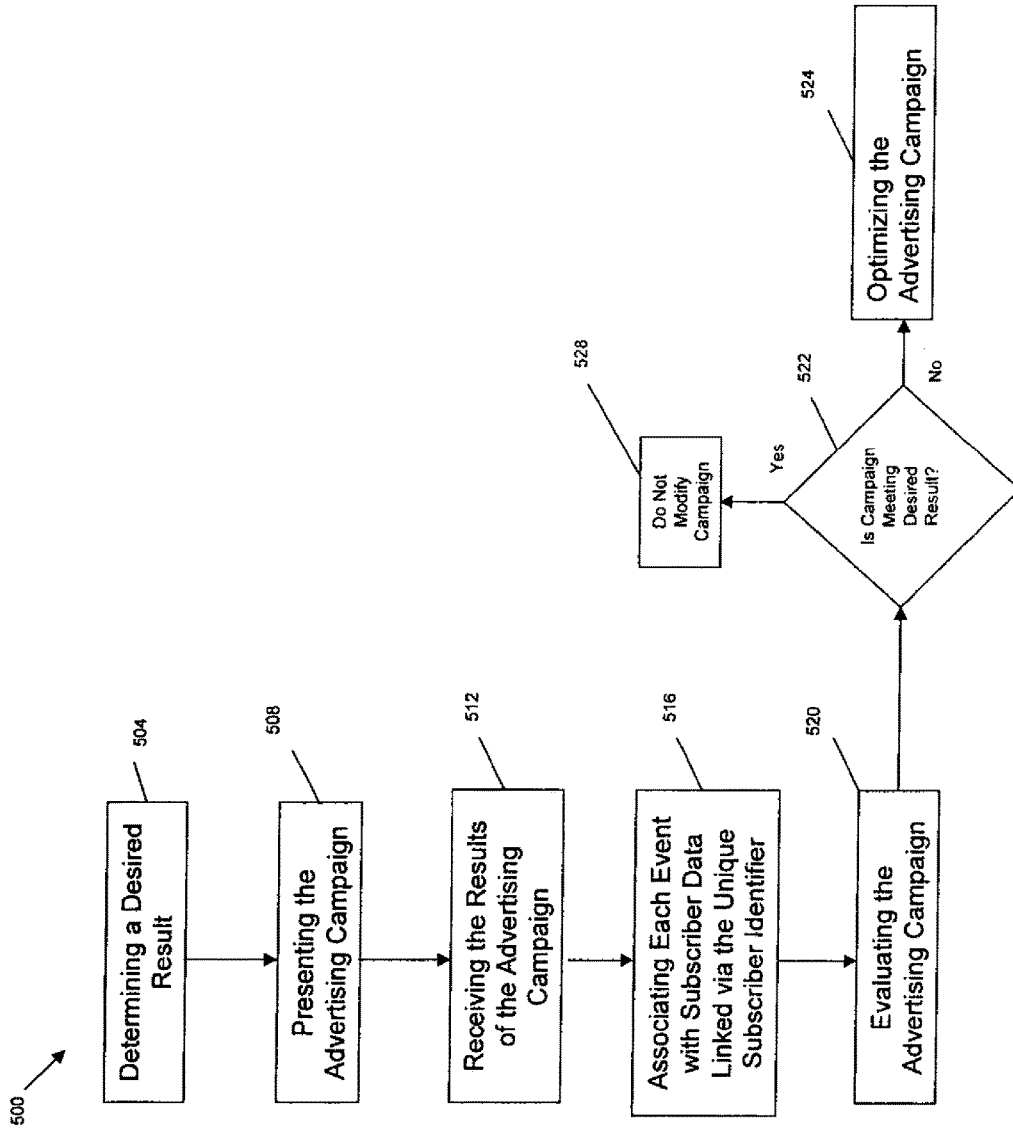 500
504
Determining a Desired
Result
508
Presenting the
Advertising Campaign
512
Receiving the Results
of the Advertising
Campaign
516
Associating Each Event
with Subscriber Data
Linked via the Unique
Subscriber Identifier
520
Evaluating the
Advertising Campaign
522
Is Campaign
Meeting
Desired
Result?
Yes
528
Do Not
Modify
Campaign
No
524
Optimizing the
Advertising Campaign